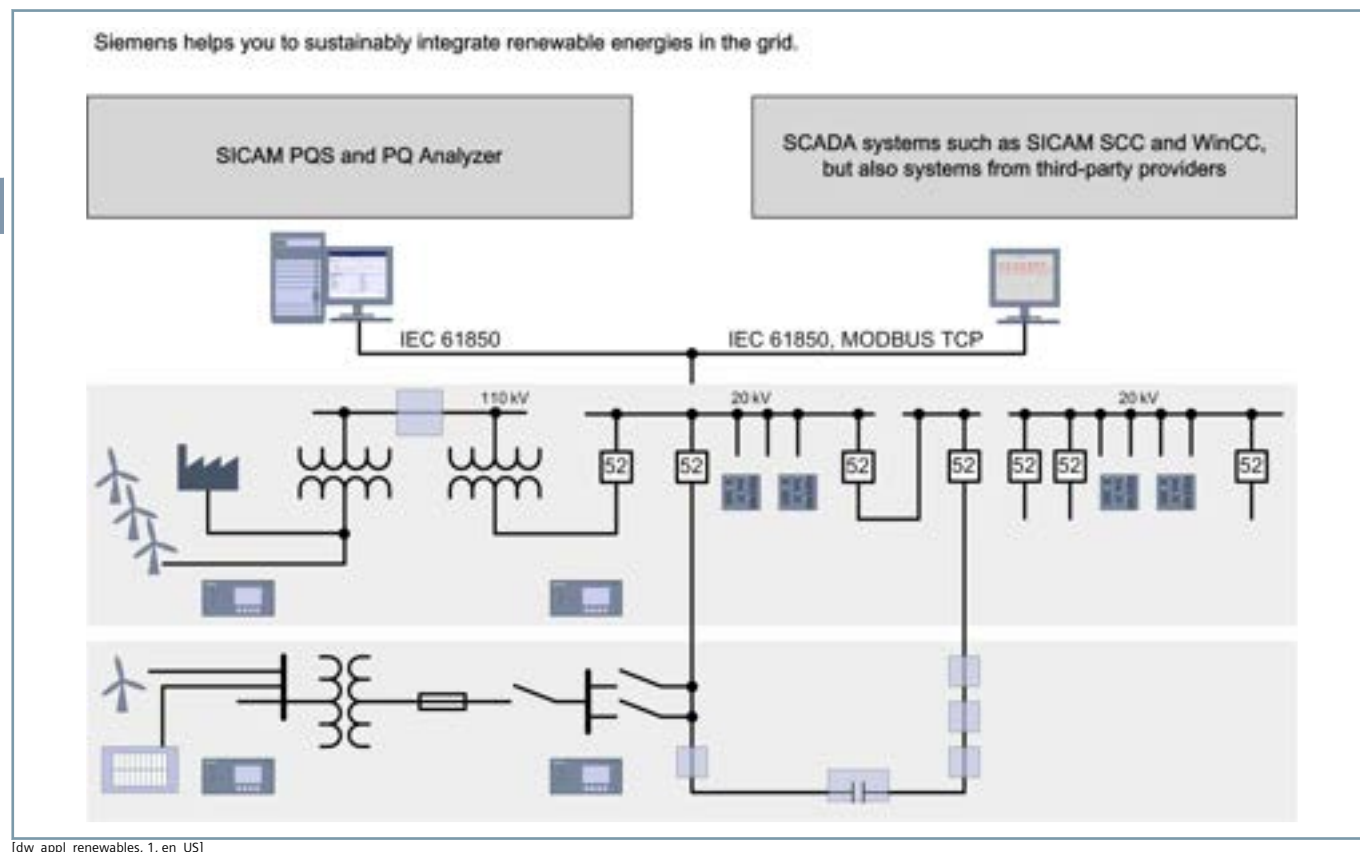 Siemens helps you to sustainably integrate renewable energies in the grid.
SICAM PQS and PQ Analyzer
SCADA systems such as SICAM SCC and WinCC,
but also systems from third-party providers
IEC 61850
IEC 61850, MODBUS TCP
110 kV
20 kV
20 kV
52
52
52
52
52
52
52
[dw_appl_renewables, 1, en_US]